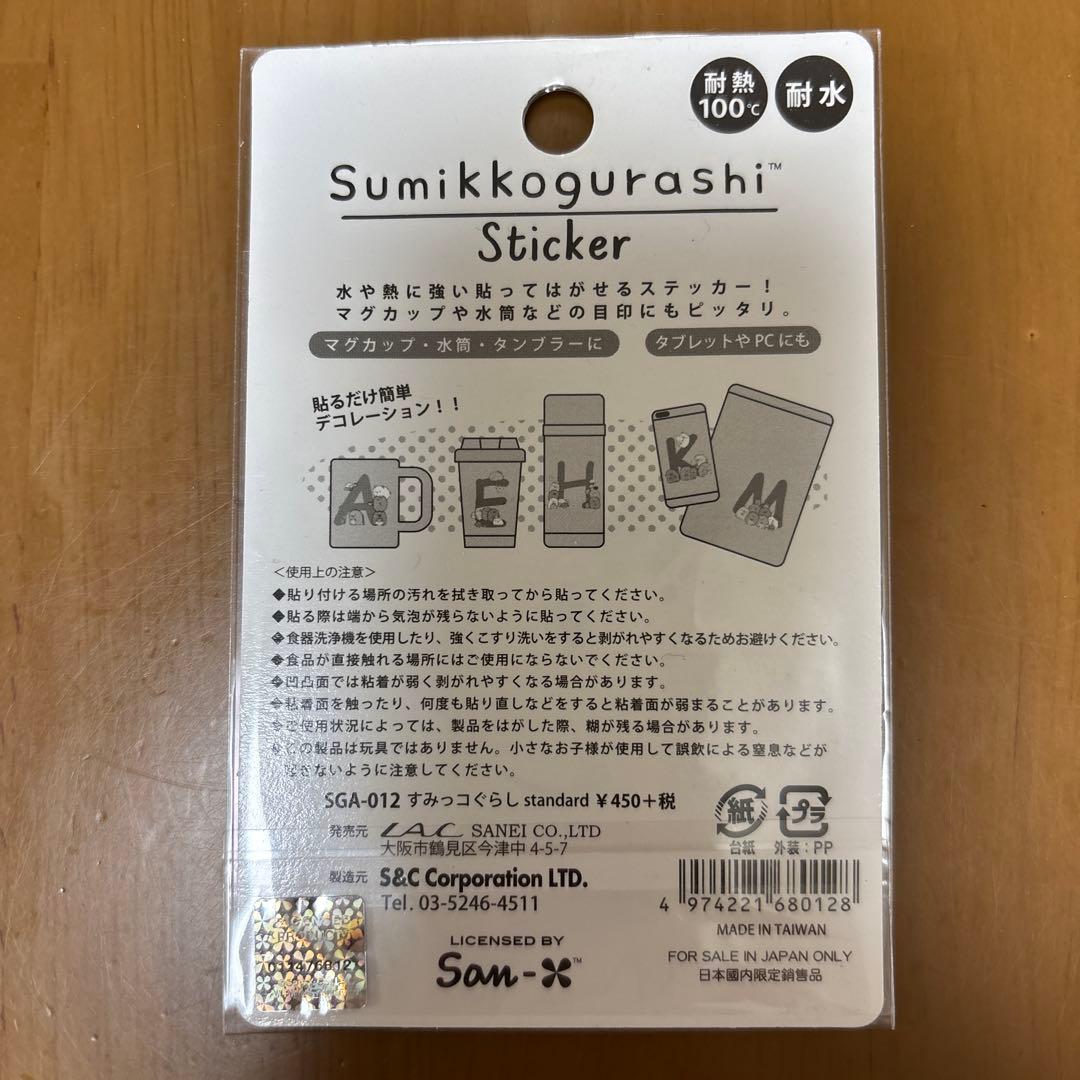 耐熱
100℃
耐水
Sumikkogurashi™
Sticker
水や熱に強い貼ってはがせるステッカー！
マグカップや水筒などの目印にもピッタリ。
マグカップ・水筒・タンブラーに
タブレットやPCにも
貼るだけ簡単
デコレーション！！
A
E
H
K
M
＜使用上の注意＞
◆貼り付ける場所の汚れを拭き取ってから貼ってください。
◆貼る際は端から気泡が残らないように貼ってください。
◆食器洗浄機を使用したり、強くこすり洗いをすると剥がれやすくなるためお避けください。
◆食品が直接触れる場所にはご使用にならないでください。
◆凹凸面では粘着が弱く剥がれやすくなる場合があります。
◆粘着面を触ったり、何度も貼り直しなどをすると粘着面が弱まることがあります。
◆ご使用状況によっては、製品をはがした際、糊が残る場合があります。
◆この製品は玩具ではありません。小さなお子様が使用して誤飲による窒息などが
起きないように注意してください。
SGA-012 すみっコぐらし standard ¥450+税
発売元 LAC SANEI CO.,LTD
大阪市鶴見区今津中 4-5-7
製造元 S&C Corporation LTD.
Tel. 03-5246-4511
紙
台紙
プラ
外装：PP
4 974221 680128
MADE IN TAIWAN
LICENSED BY
San-X™
FOR SALE IN JAPAN ONLY
日本國内限定銷售品
LICENSED
PRODUCT